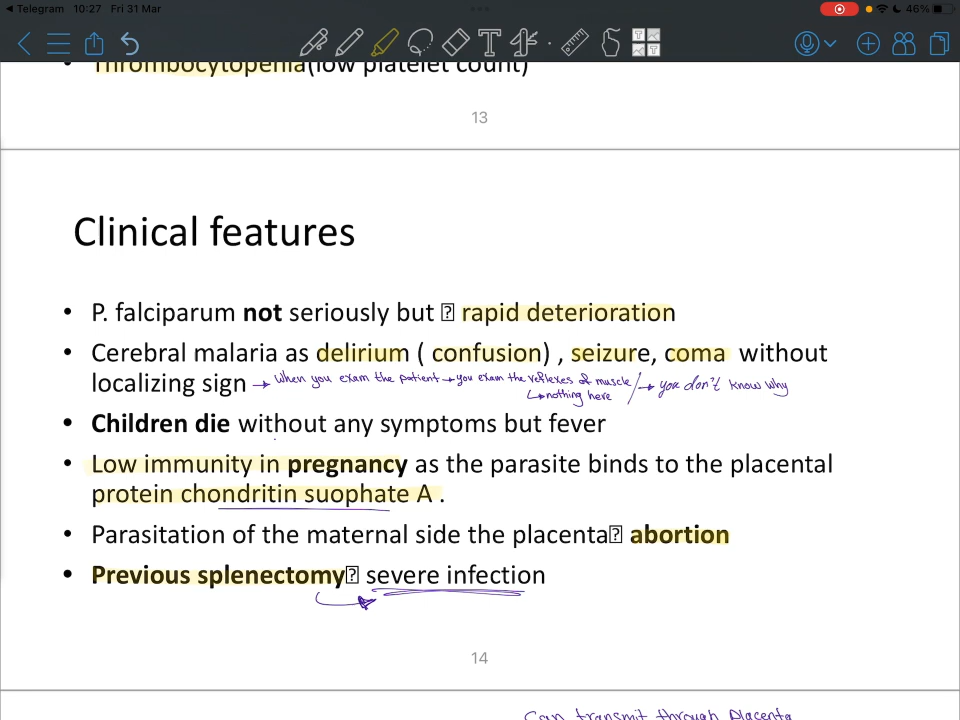 Telegram 10:27 Fri 31 Mar
46%
• Thrombocytopenia(low platelet count)
13
Clinical features
• P. falciparum not seriously but rapid deterioration
• Cerebral malaria as delirium ( confusion) , seizure, coma without
localizing sign → when you exam the patient → you exam the reflexes of muscle → you don't know why
↳ nothing here
• Children die without any symptoms but fever
• Low immunity in pregnancy as the parasite binds to the placental
protein chondritin suophate A .
• Parasitation of the maternal side the placenta abortion
• Previous splenectomy severe infection
14
Can transmit through Placenta